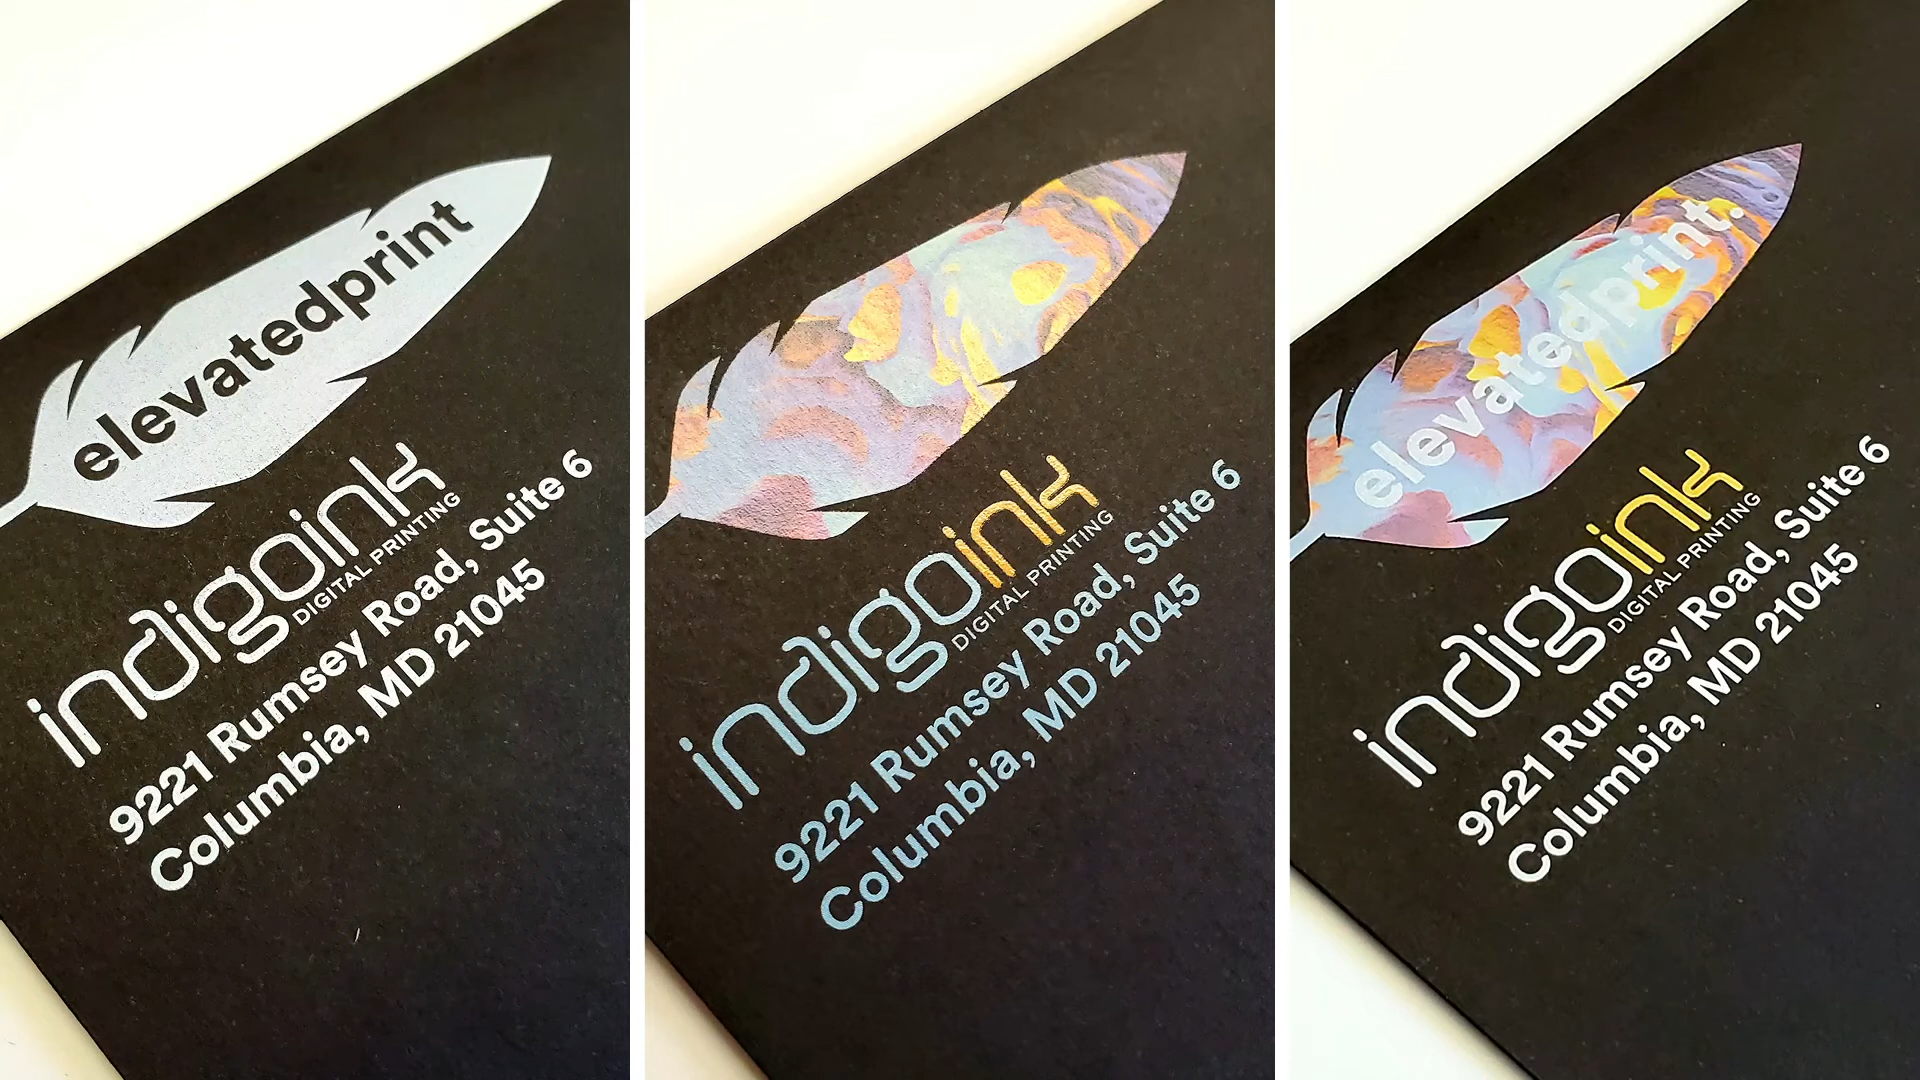 elevatedprint
indigoink
DIGITAL PRINTING
9221 Rumsey Road, Suite 6
Columbia, MD 21045
indigoink
DIGITAL PRINTING
9221 Rumsey Road, Suite 6
Columbia, MD 21045
elevatedprint.
indigoink
DIGITAL PRINTING
9221 Rumsey Road, Suite 6
Columbia, MD 21045